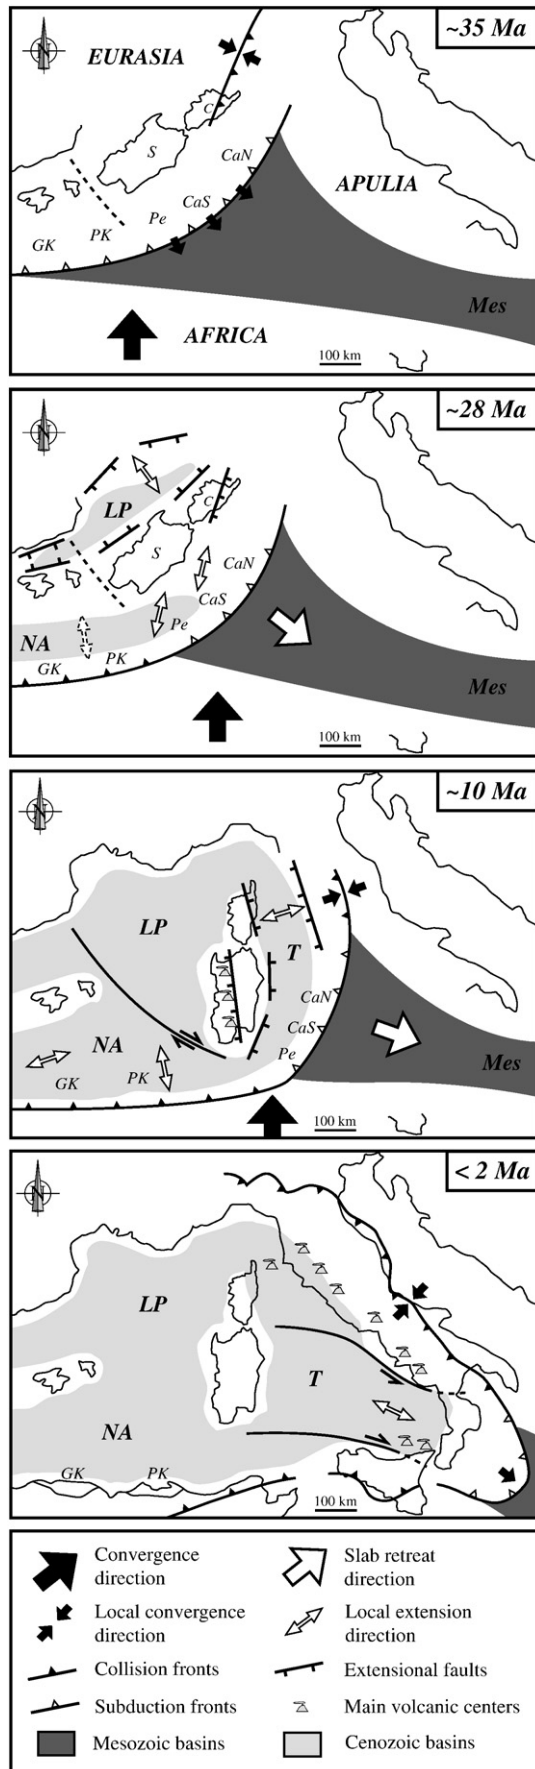 ~35 Ma
N
EURASIA
C
S
CaN
APULIA
CaS
Pe
PK
GK
Mes
AFRICA
100 km
~28 Ma
N
LP
C
S
CaN
CaS
Pe
NA
PK
GK
Mes
100 km
~10 Ma
N
LP
T
CaN
CaS
NA
Pe
Mes
GK
PK
100 km
< 2 Ma
N
LP
T
NA
GK
PK
100 km
Convergence
direction
Slab retreat
direction
Local convergence
direction
Local extension
direction
Collision fronts
Extensional faults
Subduction fronts
Main volcanic centers
Mesozoic basins
Cenozoic basins